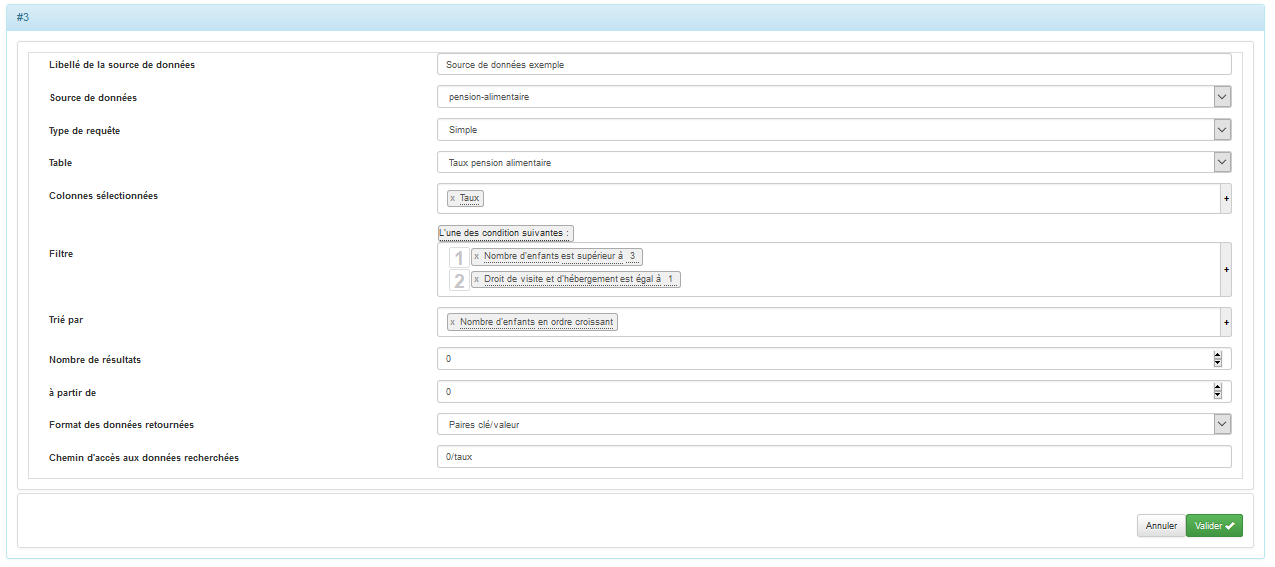 #3
Libellé de la source de données Source de données exemple
Source de données pension-alimentaire
Type de requête Simple
Table Taux pension alimentaire
Colonnes sélectionnées x Taux +
L'une des condition suivantes :
Filtre
1 x Nombre d'enfants est supérieur à 3
+
2 x Droit de visite et d'hébergement est égal à 1
Trié par x Nombre d'enfants en ordre croissant +
Nombre de résultats 0
à partir de 0
Format des données retournées Paires clé/valeur
Chemin d'accès aux données recherchées 0/taux
Annuler Valider